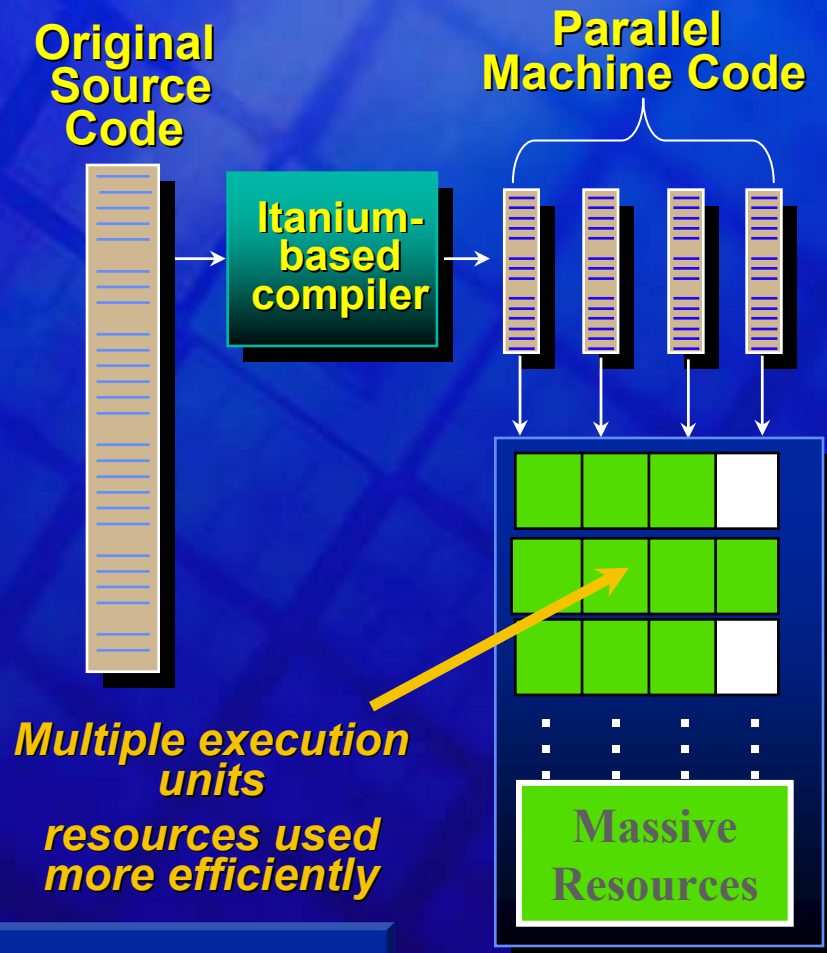 Original
Source
Code
Parallel
Machine Code
Itanium-
based
compiler
Multiple execution
units
resources used
more efficiently
Massive
Resources